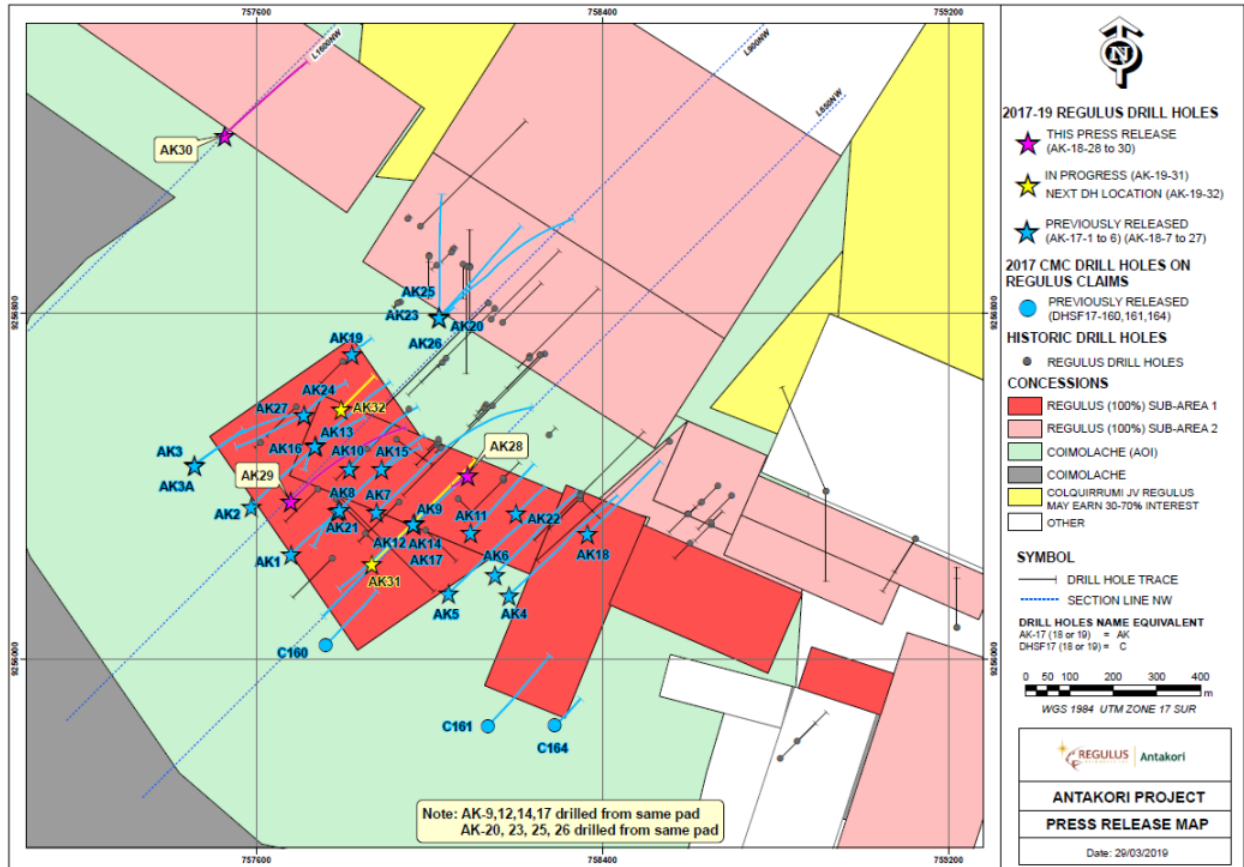 757600
758400
759200
9256800
9256000
9256800
9256000
757600
758400
759200
L1600NW
L900NW
L650NW
AK30
AK25
AK23
AK20
AK26
AK19
AK24
AK27
AK32
AK3
AK16
AK13
AK10
AK15
AK28
AK3A
AK29
AK2
AK8
AK7
AK21
AK9
AK11
AK22
AK12
AK14
AK18
AK1
AK17
AK6
AK31
AK5
AK4
C160
C161
C164
Note: AK-9,12,14,17 drilled from same pad
AK-20, 23, 25, 26 drilled from same pad
N
2017-19 REGULUS DRILL HOLES
THIS PRESS RELEASE
(AK-18-28 to 30)
IN PROGRESS (AK-19-31)
NEXT DH LOCATION (AK-19-32)
PREVIOUSLY RELEASED
(AK-17-1 to 6) (AK-18-7 to 27)
2017 CMC DRILL HOLES ON
REGULUS CLAIMS
PREVIOUSLY RELEASED
(DHSF17-160,161,164)
HISTORIC DRILL HOLES
REGULUS DRILL HOLES
CONCESSIONS
REGULUS (100%) SUB-AREA 1
REGULUS (100%) SUB-AREA 2
COIMOLACHE (AOI)
COIMOLACHE
COLQUIRRUMI JV REGULUS
MAY EARN 30-70% INTEREST
OTHER
SYMBOL
DRILL HOLE TRACE
SECTION LINE NW
DRILL HOLES NAME EQUIVALENT
AK-17 (18 or 19) = AK
DHSF17 (18 or 19) = C
0 50 100 200 300 400
m
WGS 1984 UTM ZONE 17 SUR
REGULUS Antakori
ANTAKORI PROJECT
PRESS RELEASE MAP
Date: 29/03/2019